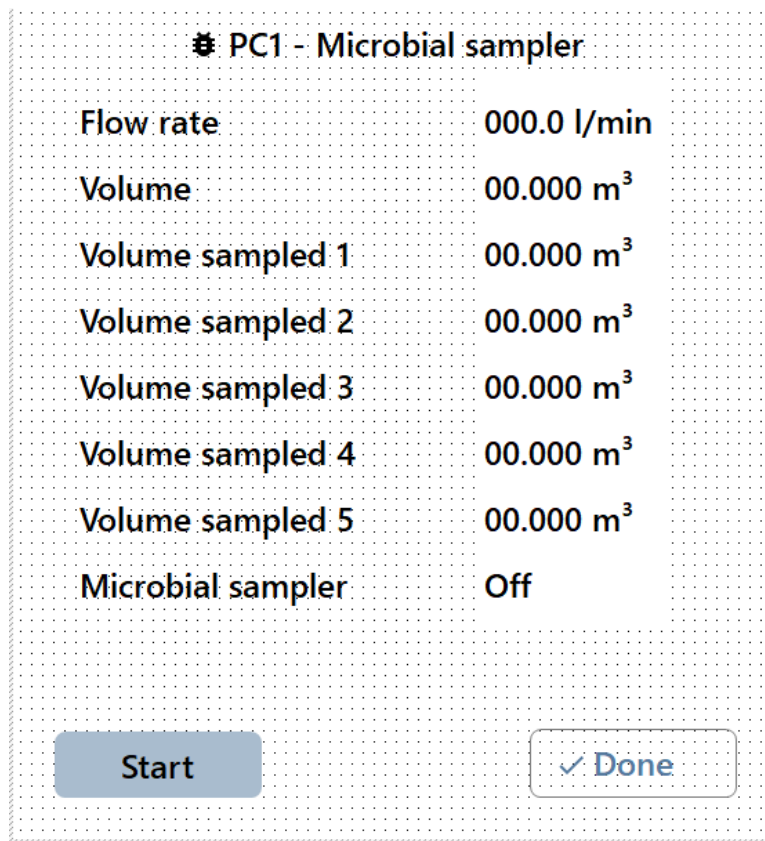 PC1 - Microbial sampler
Flow rate 000.0 l/min
Volume 00.000 m³
Volume sampled 1 00.000 m³
Volume sampled 2 00.000 m³
Volume sampled 3 00.000 m³
Volume sampled 4 00.000 m³
Volume sampled 5 00.000 m³
Microbial sampler Off
Start Done